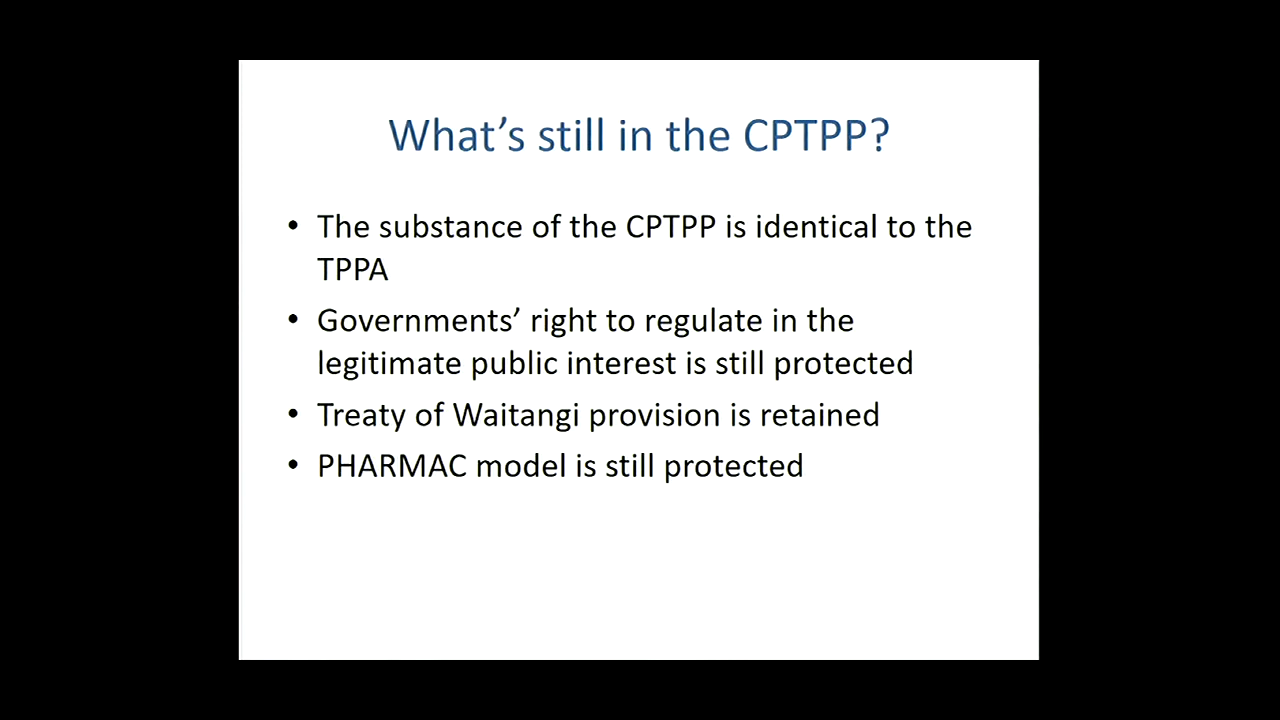 What’s still in the CPTPP?
• The substance of the CPTPP is identical to the
TPPA
• Governments’ right to regulate in the
legitimate public interest is still protected
• Treaty of Waitangi provision is retained
• PHARMAC model is still protected